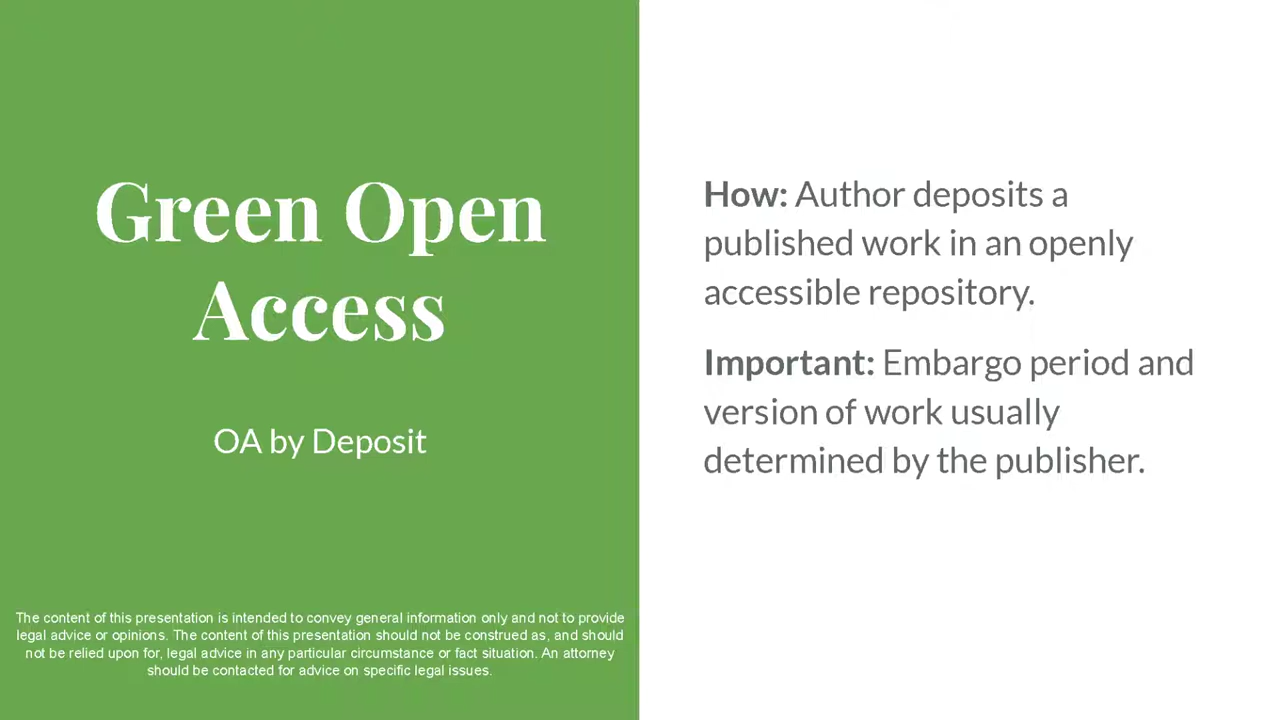 Green Open
Access
OA by Deposit
The content of this presentation is intended to convey general information only and not to provide
legal advice or opinions. The content of this presentation should not be construed as, and should
not be relied upon for, legal advice in any particular circumstance or fact situation. An attorney
should be contacted for advice on specific legal issues.
How: Author deposits a
published work in an openly
accessible repository.
Important: Embargo period and
version of work usually
determined by the publisher.